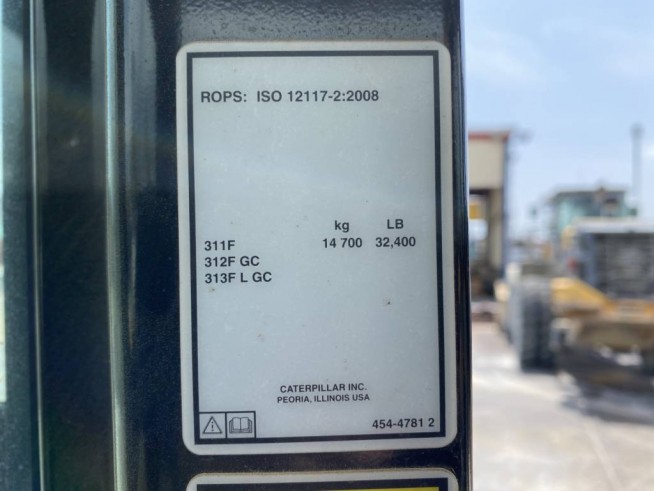 ROPS: ISO 12117-2:2008
kg LB
311F 14 700 32,400
312F GC
313F L GC
CATERPILLAR INC.
PEORIA, ILLINOIS USA
454-4781 2